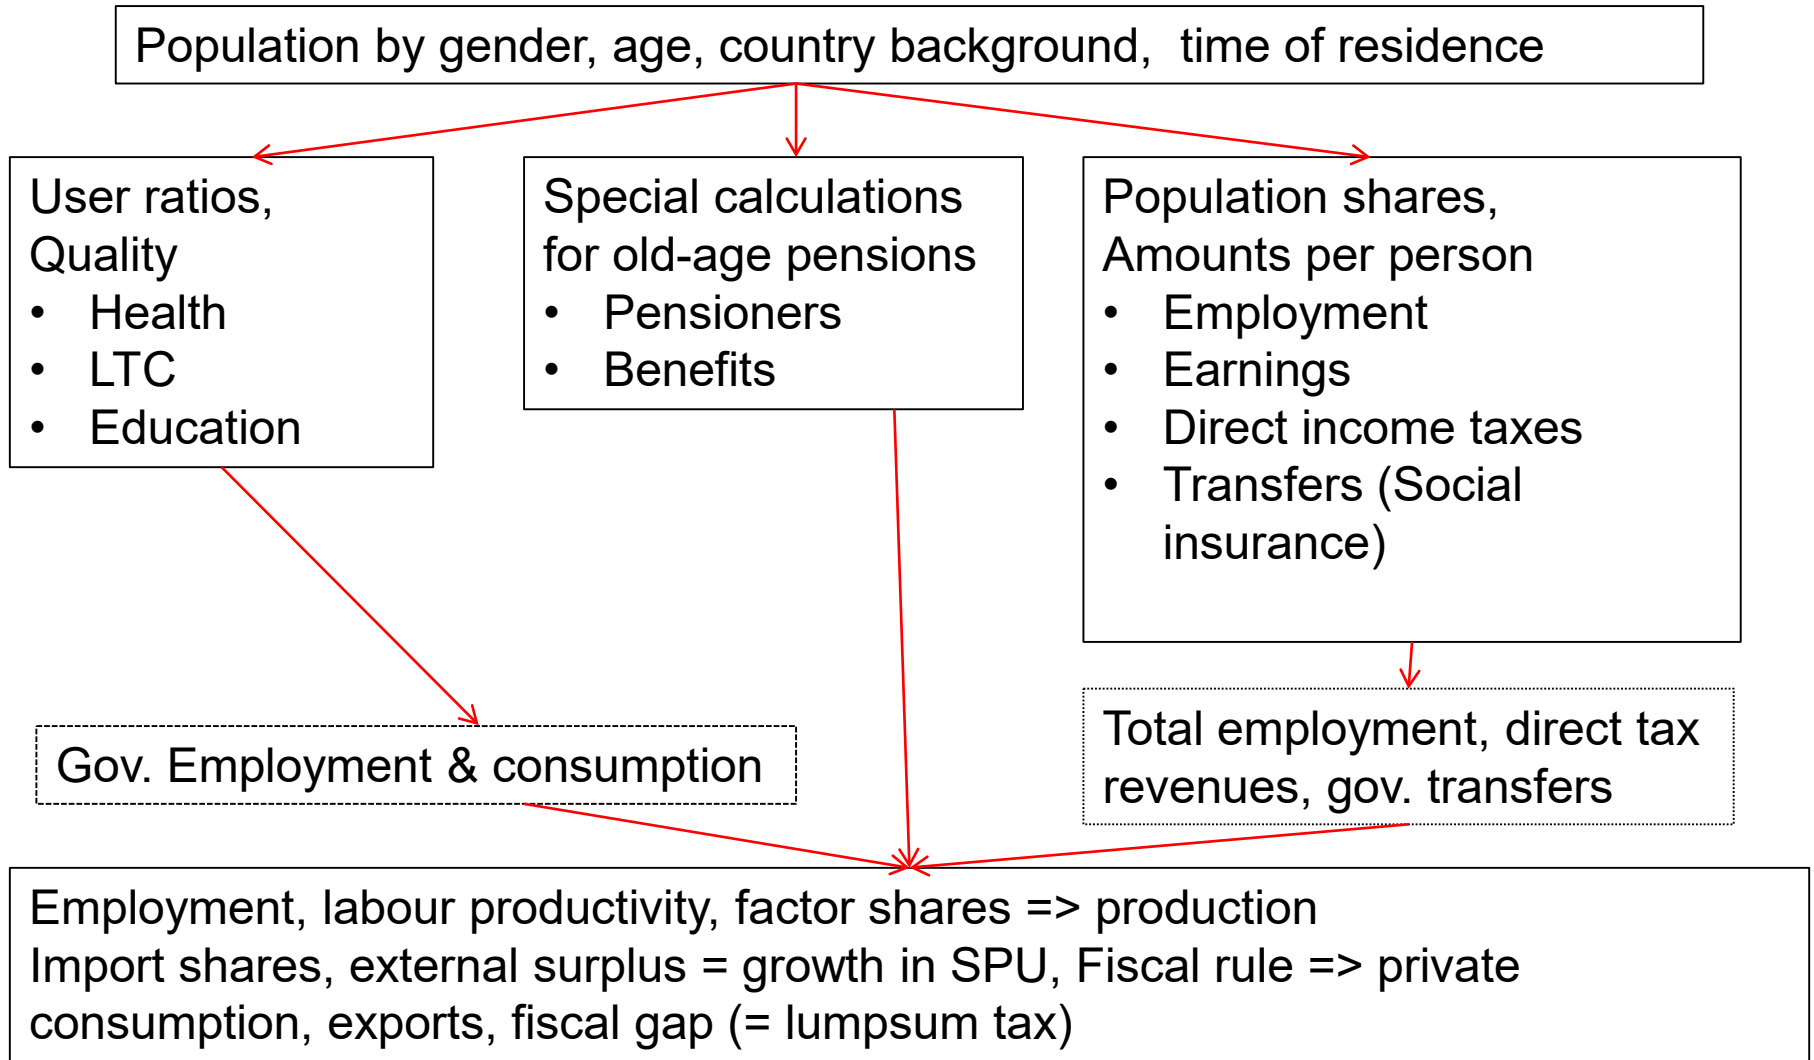 Population by gender, age, country background,  time of residence
User ratios,
Quality
• Health
• LTC
• Education
Special calculations
for old-age pensions
• Pensioners
• Benefits
Population shares,
Amounts per person
• Employment
• Earnings
• Direct income taxes
• Transfers (Social
insurance)
Gov. Employment & consumption
Total employment, direct tax
revenues, gov. transfers
Employment, labour productivity, factor shares => production
Import shares, external surplus = growth in SPU, Fiscal rule => private
consumption, exports, fiscal gap (= lumpsum tax)